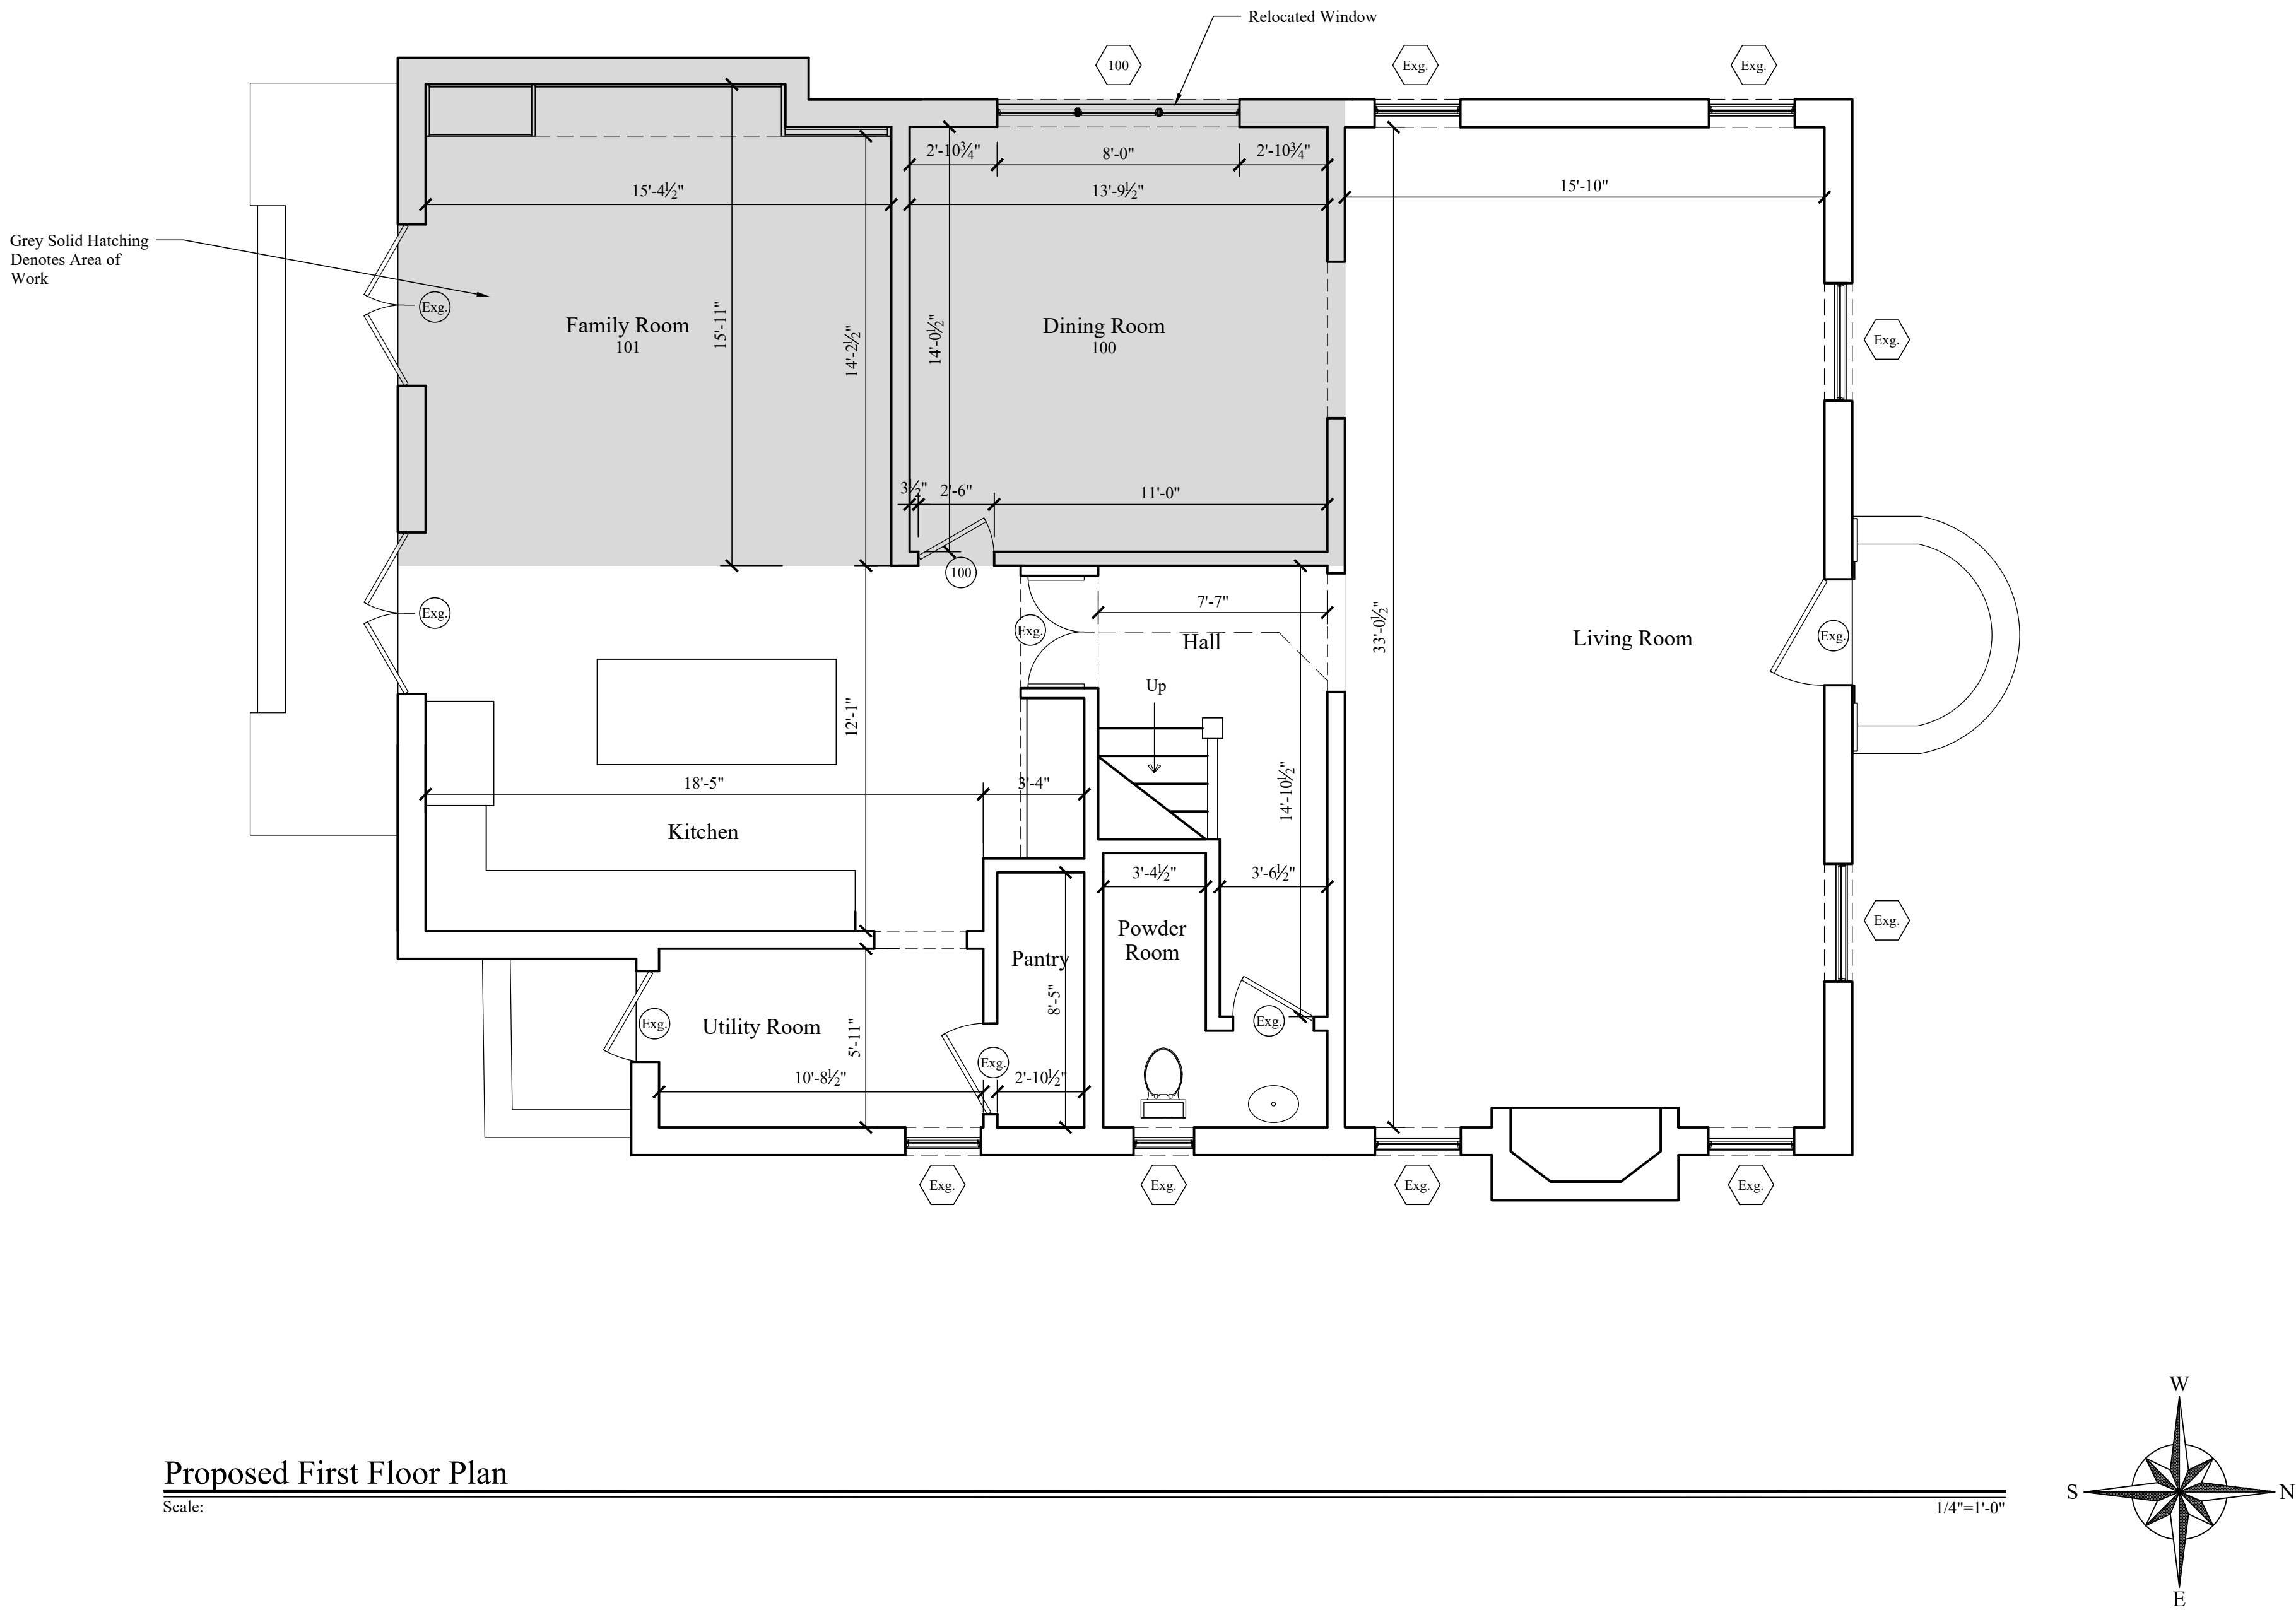 Relocated Window
100
Exg.
Exg.
2'-10¾"
8'-0"
2'-10¾"
15'-4½"
13'-9½"
15'-10"
Grey Solid Hatching
Denotes Area of
Work
Exg.
Family Room
101
15'-11"
14'-2½"
14'-0½"
Dining Room
100
Exg.
3½"
2'-6"
11'-0"
100
Exg.
7'-7"
Exg.
Hall
33'-0½"
Living Room
Exg.
Up
12'-1"
18'-5"
3'-4"
14'-10½"
Kitchen
3'-4½"
3'-6½"
Exg.
Powder
Room
Pantry
8'-5"
Exg.
Utility Room
5'-11"
Exg.
Exg.
10'-8½"
2'-10½"
Exg.
Exg.
Exg.
Exg.
W
S
N
E
Proposed First Floor Plan
Scale:
1/4"=1'-0"